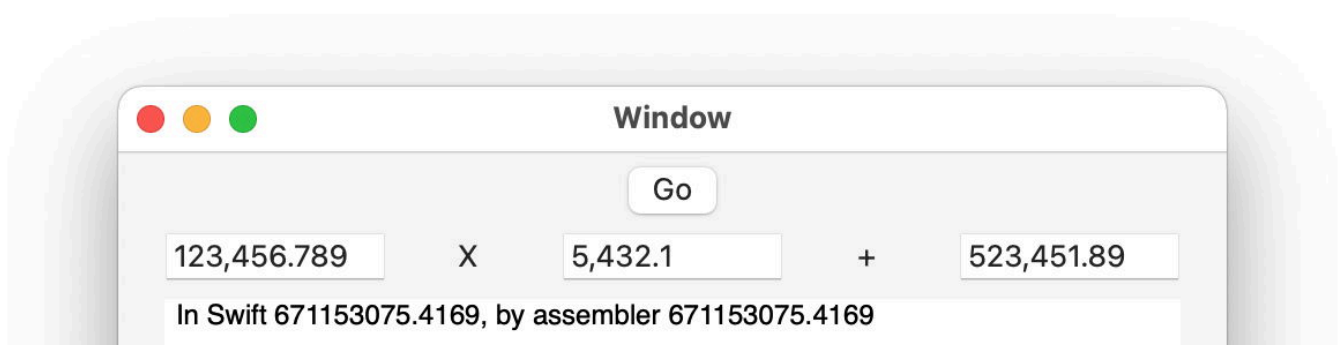 Window
Go
123,456.789 X 5,432.1 + 523,451.89
In Swift 671153075.4169, by assembler 671153075.4169